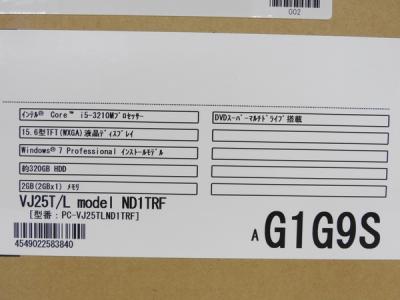 002
インテル® Core™ i5-3210Mプロセッサー
DVDスーパーマルチドライブ搭載
15.6型TFT(WXGA)液晶ディスプレイ
Windows® 7 Professional インストールモデル
約320GB HDD
2GB(2GBx1) メモリ
VJ25T/L model ND1TRF
[型番:PC-VJ25TLND1TRF]
4549022583840
A G1G9S